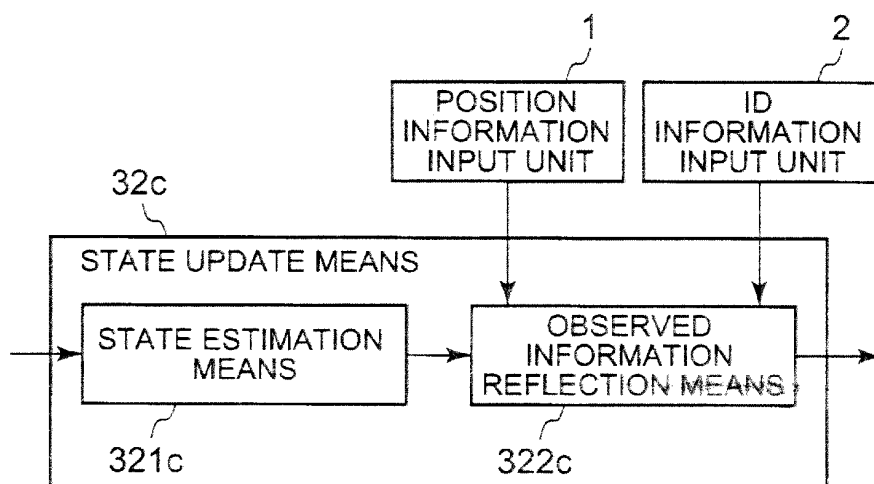 1
2
POSITION
INFORMATION
INPUT UNIT
ID
INFORMATION
INPUT UNIT
32c
STATE UPDATE MEANS
STATE ESTIMATION
MEANS
OBSERVED
INFORMATION
REFLECTION MEANS
321c
322c